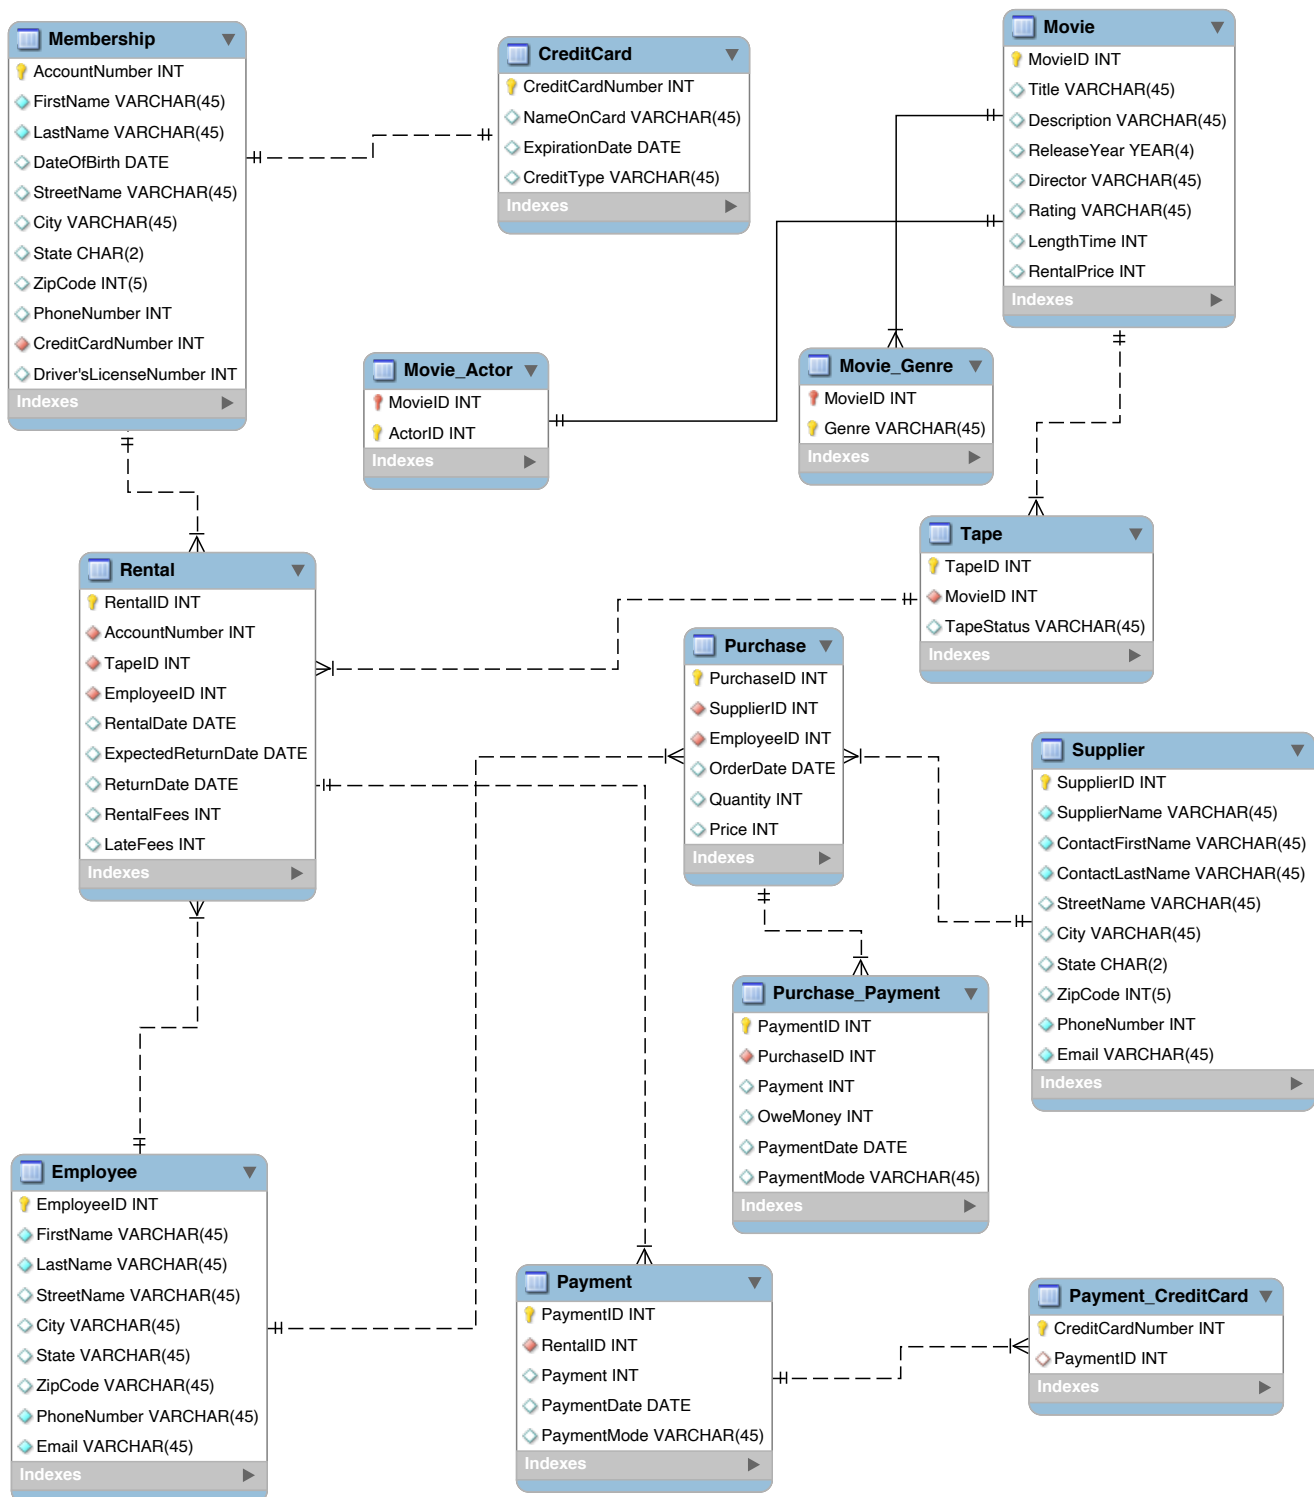 Membership
AccountNumber INT
FirstName VARCHAR(45)
LastName VARCHAR(45)
DateOfBirth DATE
StreetName VARCHAR(45)
City VARCHAR(45)
State CHAR(2)
ZipCode INT(5)
PhoneNumber INT
CreditCardNumber INT
Driver'sLicenseNumber INT
Indexes
CreditCard
CreditCardNumber INT
NameOnCard VARCHAR(45)
ExpirationDate DATE
CreditType VARCHAR(45)
Indexes
Movie
MovieID INT
Title VARCHAR(45)
Description VARCHAR(45)
ReleaseYear YEAR(4)
Director VARCHAR(45)
Rating VARCHAR(45)
LengthTime INT
RentalPrice INT
Indexes
Movie_Actor
MovieID INT
ActorID INT
Indexes
Movie_Genre
MovieID INT
Genre VARCHAR(45)
Indexes
Tape
TapeID INT
MovieID INT
TapeStatus VARCHAR(45)
Indexes
Rental
RentalID INT
AccountNumber INT
TapeID INT
EmployeeID INT
RentalDate DATE
ExpectedReturnDate DATE
ReturnDate DATE
RentalFees INT
LateFees INT
Indexes
Purchase
PurchaseID INT
SupplierID INT
EmployeeID INT
OrderDate DATE
Quantity INT
Price INT
Indexes
Supplier
SupplierID INT
SupplierName VARCHAR(45)
ContactFirstName VARCHAR(45)
ContactLastName VARCHAR(45)
StreetName VARCHAR(45)
City VARCHAR(45)
State CHAR(2)
ZipCode INT(5)
PhoneNumber INT
Email VARCHAR(45)
Indexes
Purchase_Payment
PaymentID INT
PurchaseID INT
Payment INT
OweMoney INT
PaymentDate DATE
PaymentMode VARCHAR(45)
Indexes
Employee
EmployeeID INT
FirstName VARCHAR(45)
LastName VARCHAR(45)
StreetName VARCHAR(45)
City VARCHAR(45)
State VARCHAR(45)
ZipCode VARCHAR(45)
PhoneNumber VARCHAR(45)
Email VARCHAR(45)
Indexes
Payment
PaymentID INT
RentalID INT
Payment INT
PaymentDate DATE
PaymentMode VARCHAR(45)
Indexes
Payment_CreditCard
CreditCardNumber INT
PaymentID INT
Indexes